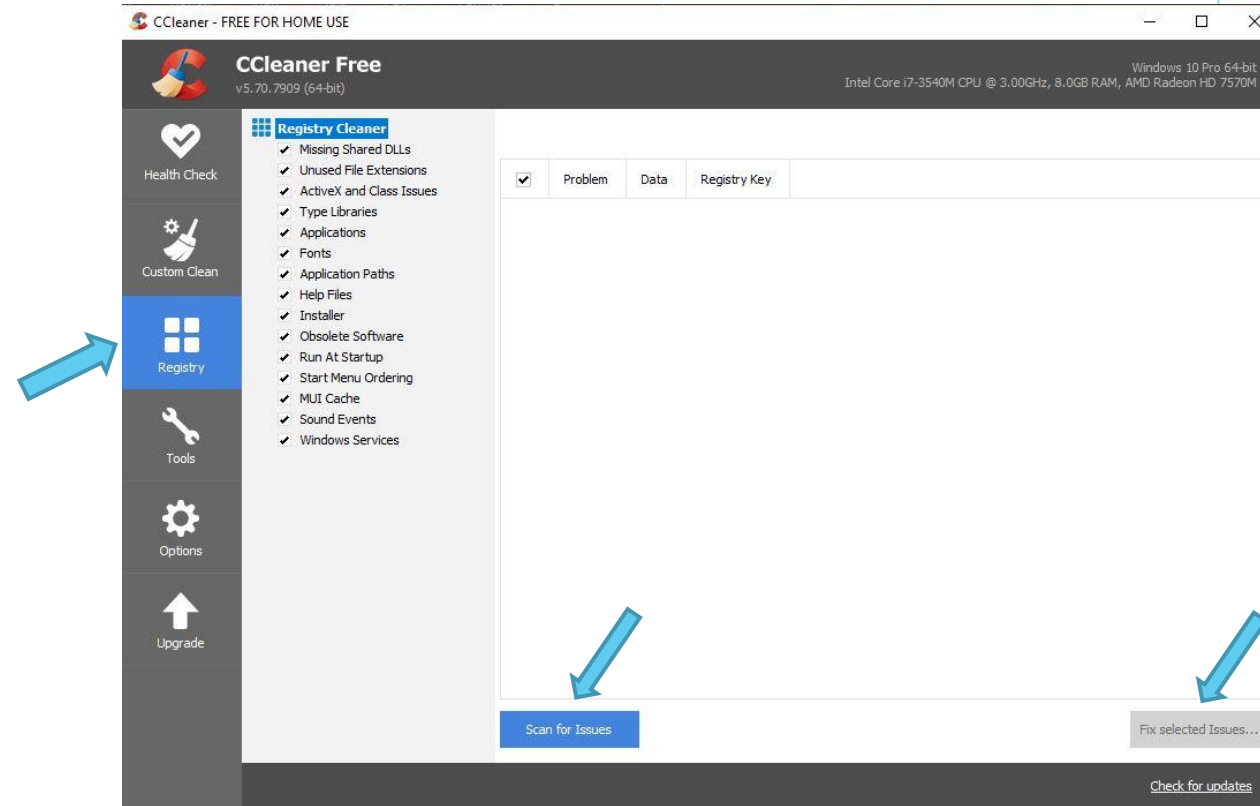 CCleaner - FREE FOR HOME USE
CCleaner Free
v5.70.7909 (64-bit)
Windows 10 Pro 64-bit
Intel Core i7-3540M CPU @ 3.00GHz, 8.0GB RAM, AMD Radeon HD 7570M
Health Check
Custom Clean
Registry
Tools
Options
Upgrade
Registry Cleaner
Missing Shared DLLs
Unused File Extensions
ActiveX and Class Issues
Type Libraries
Applications
Fonts
Application Paths
Help Files
Installer
Obsolete Software
Run At Startup
Start Menu Ordering
MUI Cache
Sound Events
Windows Services
Problem Data Registry Key
Scan for Issues
Fix selected Issues...
Check for updates